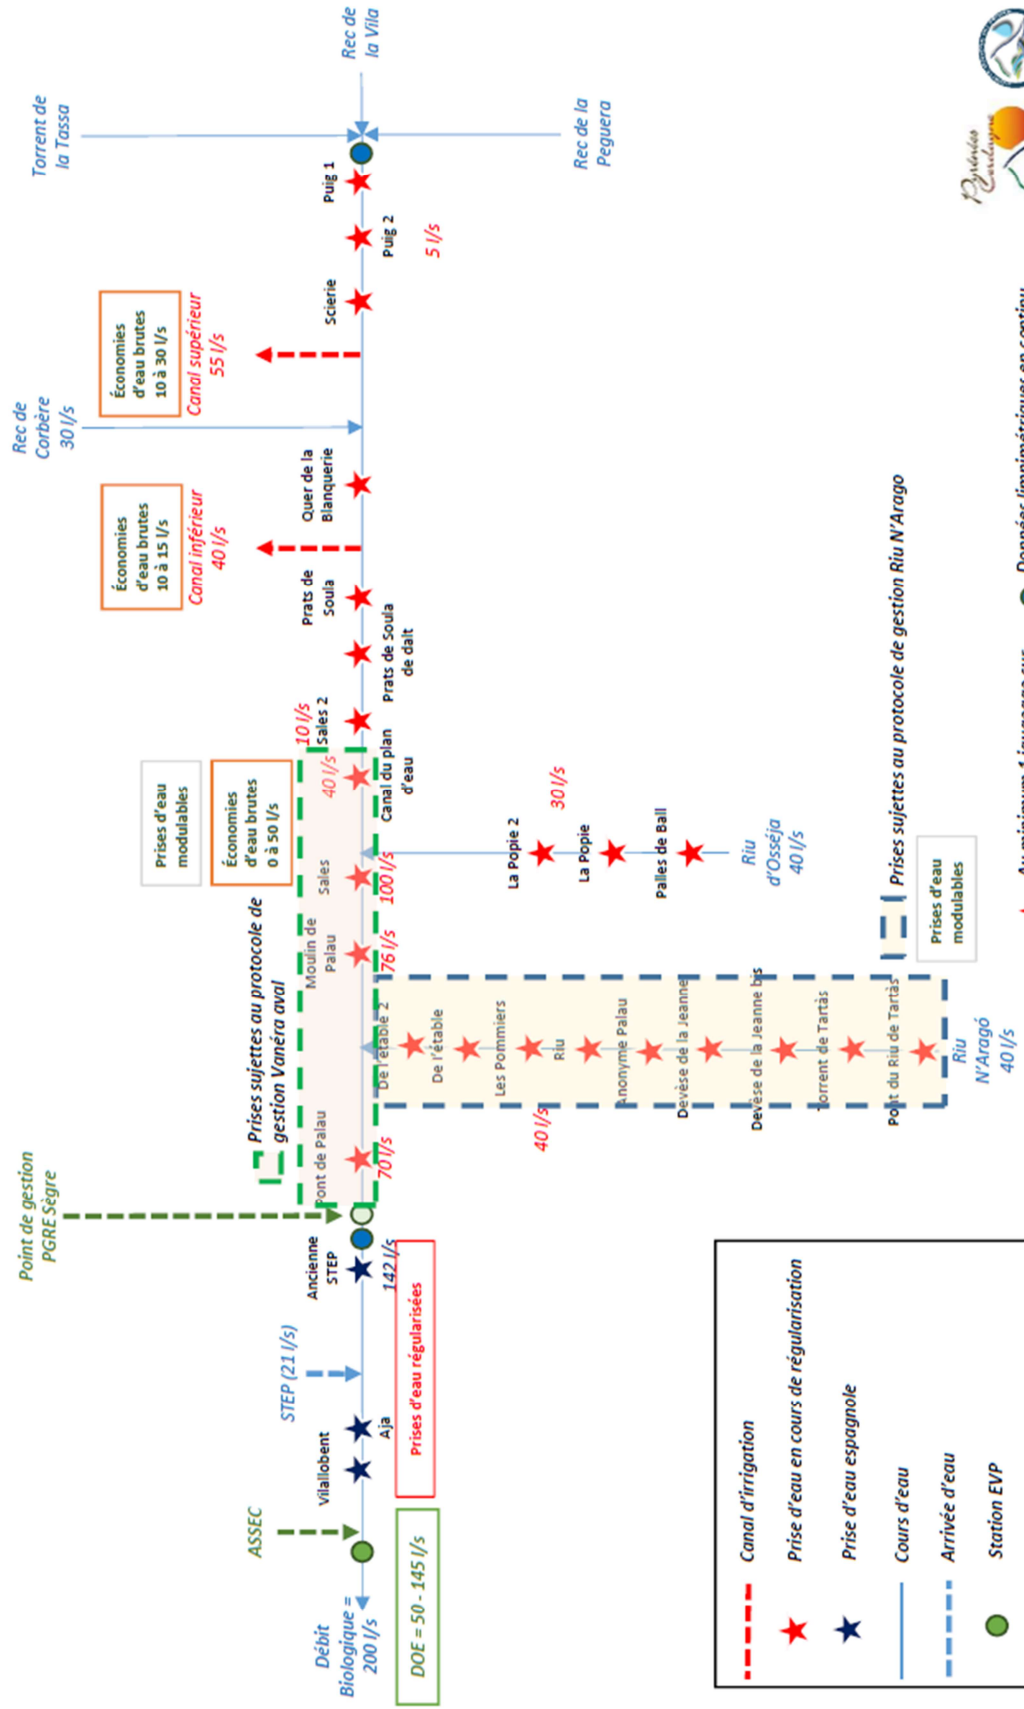 Torrent de
la Tassa
Rec de
la Vila
Rec de la
Peguera
Puig 1
Puig 2
5 l/s
Scierie
Économies
d'eau brutes
10 à 30 l/s
Canal supérieur
55 l/s
Rec de
Corbère
30 l/s
Quer de la
Blanquerie
Économies
d'eau brutes
10 à 15 l/s
Canal inférieur
40 l/s
Prats de
Soula
Prats de Soula
de dalt
10 l/s
Sales 2
40 l/s
Canal du plan
d'eau
Prises d'eau
modulables
Économies
d'eau brutes
0 à 50 l/s
Sales
100 l/s
La Popie 2
30 l/s
La Popie
Palles de Ball
Riu
d'Osséja
40 l/s
Moulin de
Palau
76 l/s
Prises sujettes au protocole de
gestion Vanéra aval
Prises sujettes au protocole de gestion Riu N'Arago
Prises d'eau
modulables
De l'étable 2
De l'étable
Les Pommiers
Riu
Anonyme Palau
Devèse de la Jeanne
Devèse de la Jeanne bis
Torrent de Tartàs
Pont du Riu de Tartàs
Riu
N'Aragó
40 l/s
40 l/s
Pont de Palau
70 l/s
Point de gestion
PGRE Sègre
Ancienne
STEP
142 l/s
STEP (21 l/s)
Prises d'eau régularisées
Aja
Vilallobent
ASSEC
DOE = 50 - 145 l/s
Débit
Biologique =
200 l/s
Canal d'irrigation
Prise d'eau en cours de régularisation
Prise d'eau espagnole
Cours d'eau
Arrivée d'eau
Station EVP
Données limnimétriques en continu
Pyrénées
Cerdagne